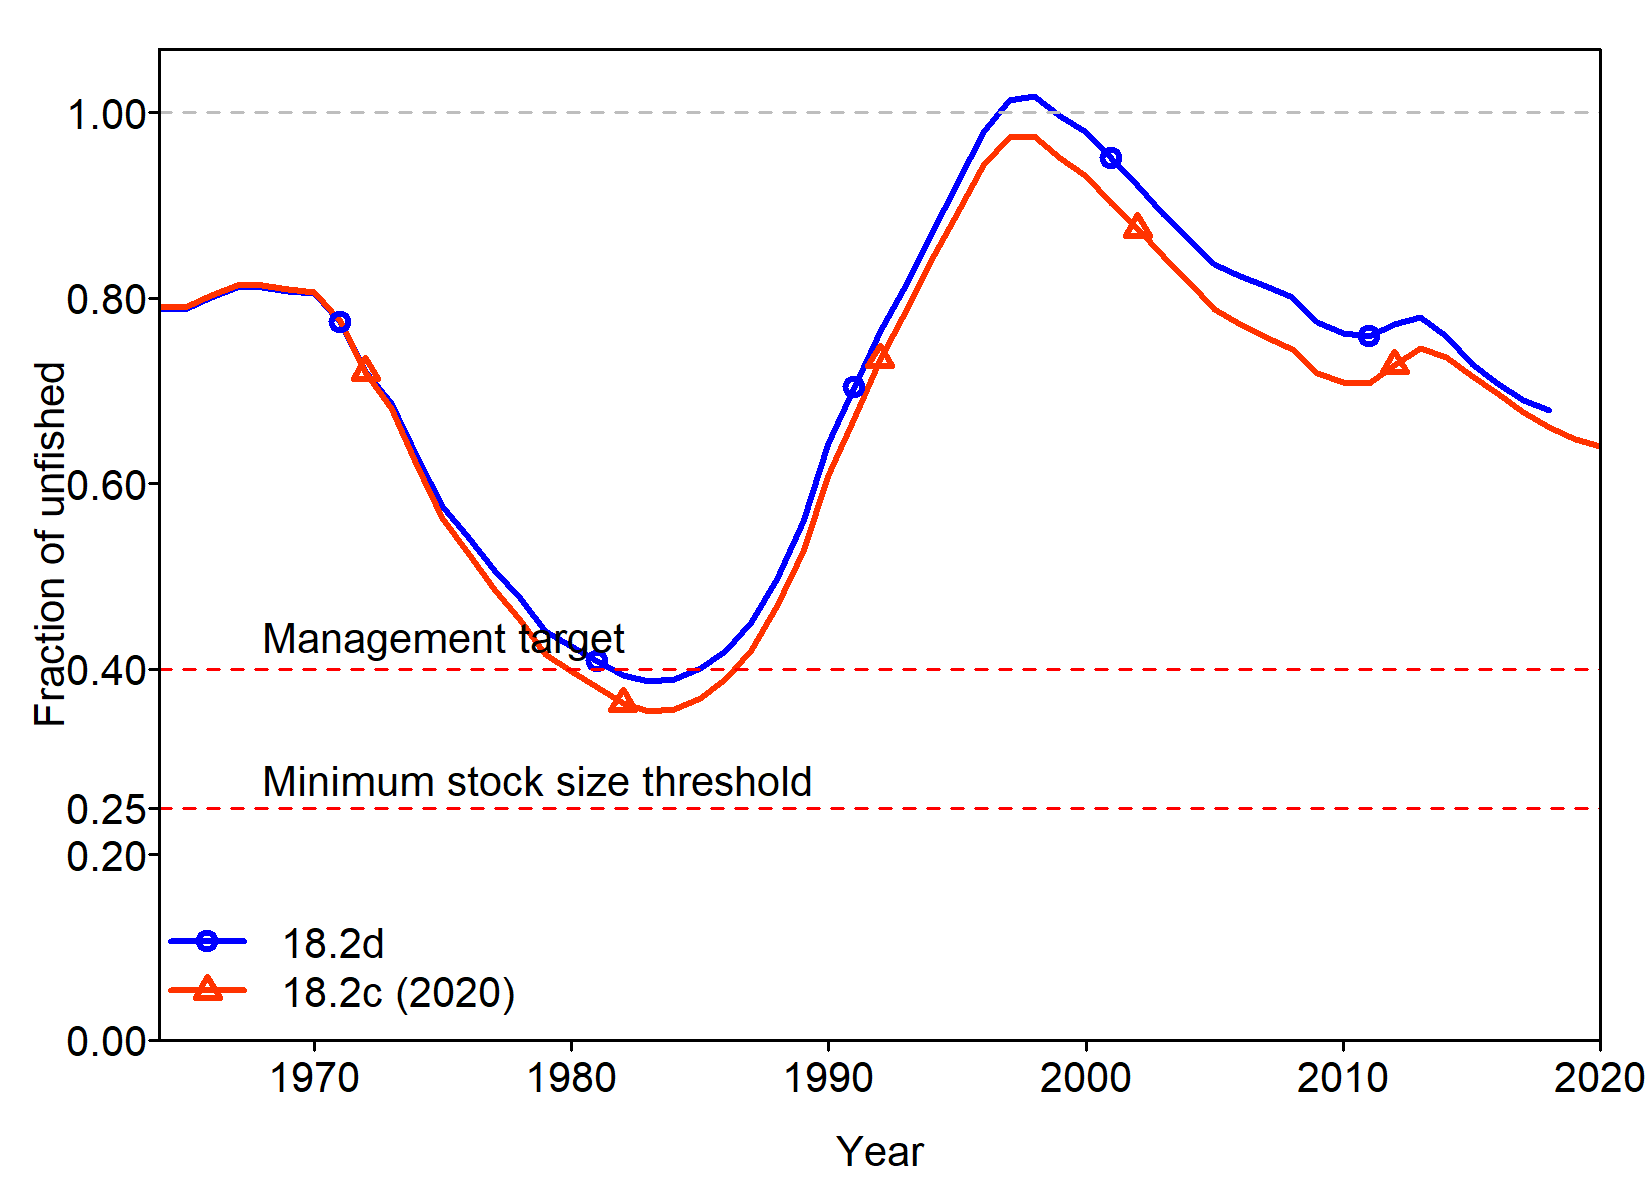 1.00
0.80
0.60
0.40
0.25
0.20
0.00
Fraction of unfished
Management target
Minimum stock size threshold
18.2d
18.2c (2020)
1970
1980
1990
2000
2010
2020
Year